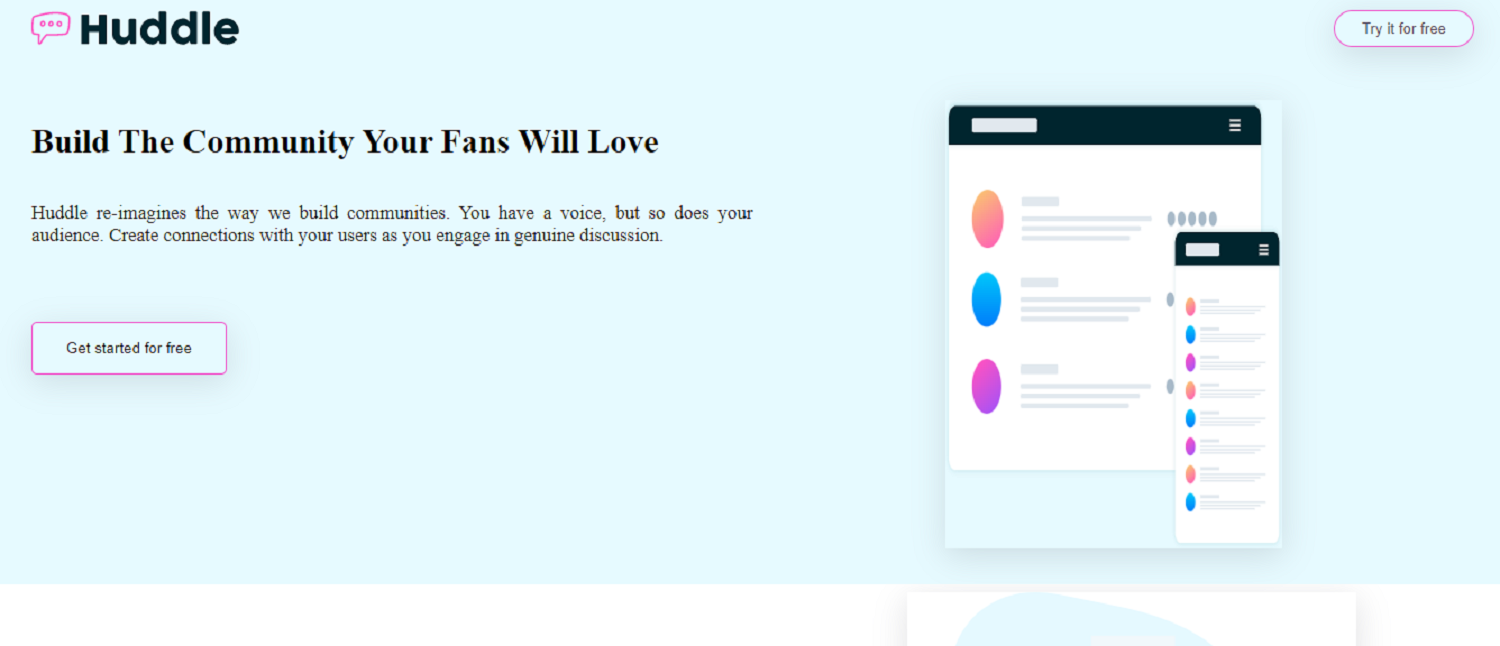 Huddle
Try it for free
Build The Community Your Fans Will Love
Huddle re-imagines the way we build communities. You have a voice, but so does your
audience. Create connections with your users as you engage in genuine discussion.
Get started for free